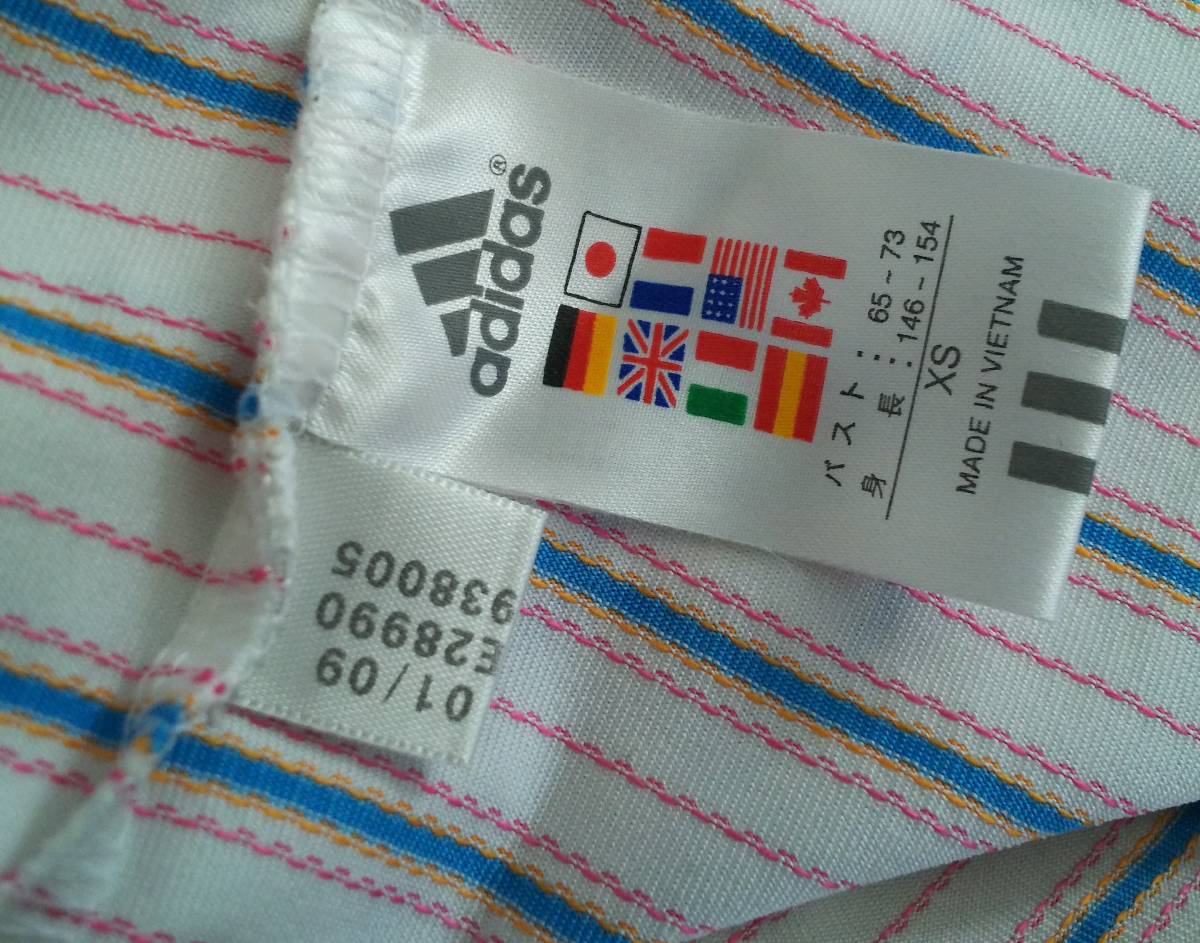 adidas®
バスト : 65~73
身 長 : 146~154
XS
MADE IN VIETNAM
01/09
E28990
938005